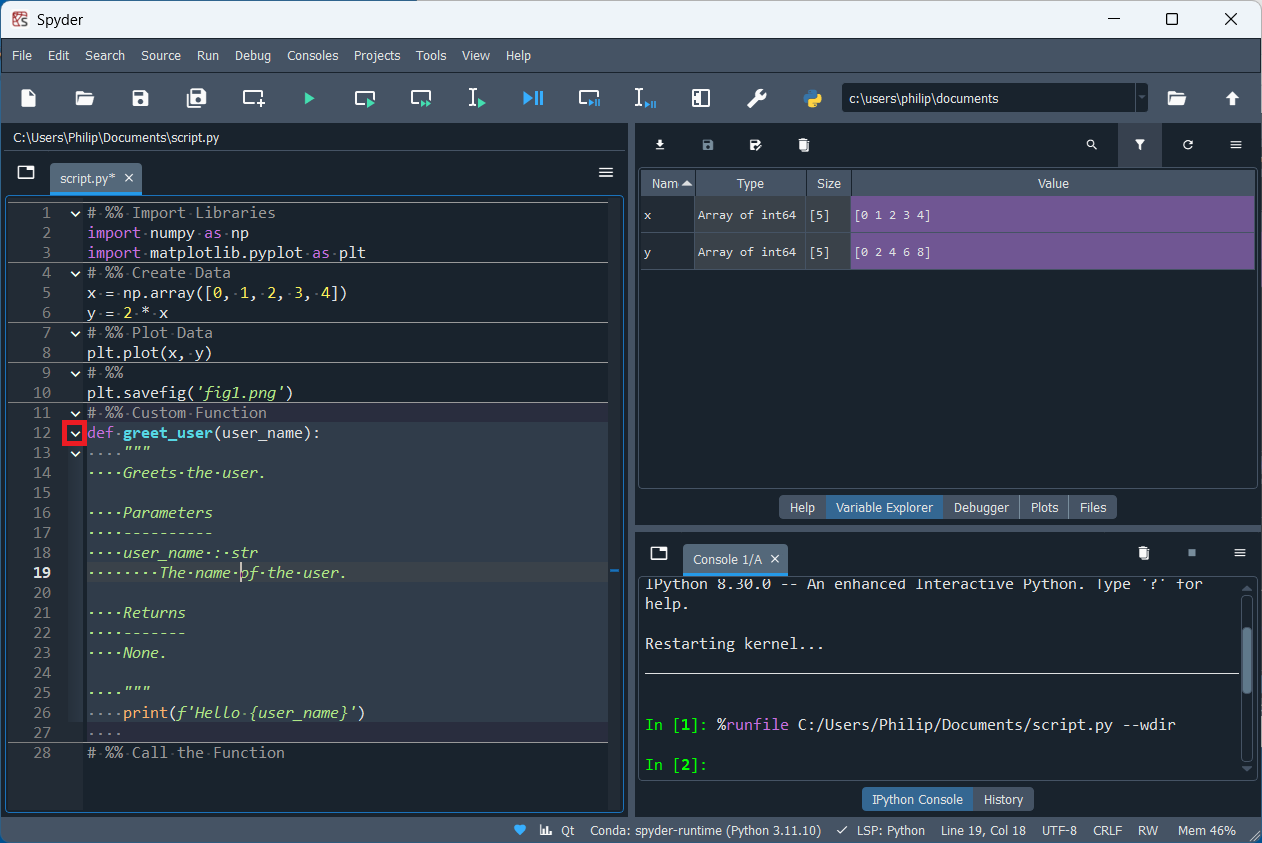 Spyder
File Edit Search Source Run Debug Consoles Projects Tools View Help
c:\users\philip\documents
C:\Users\Philip\Documents\script.py
script.py*
1 # %% Import Libraries
2 import numpy as np
3 import matplotlib.pyplot as plt
4 # %% Create Data
5 x = np.array([0, 1, 2, 3, 4])
6 y = 2 * x
7 # %% Plot Data
8 plt.plot(x, y)
9 # %%
10 plt.savefig('fig1.png')
11 # %% Custom Function
12 def greet_user(user_name):
13 """
14 Greets the user.
15
16 Parameters
17 ----------
18 user_name : str
19 The name of the user.
20
21 Returns
22 -------
23 None.
24
25 """
26 print(f'Hello {user_name}')
27
28 # %% Call the Function
Nam Type Size Value
x Array of int64 [5] [0 1 2 3 4]
y Array of int64 [5] [0 2 4 6 8]
Help Variable Explorer Debugger Plots Files
Console 1/A
IPython 8.30.0 -- An enhanced Interactive Python. Type '?' for
help.
Restarting kernel...
In [1]: %runfile C:/Users/Philip/Documents/script.py --wdir
In [2]:
IPython Console History
Qt Conda: spyder-runtime (Python 3.11.10) LSP: Python Line 19, Col 18 UTF-8 CRLF RW Mem 46%